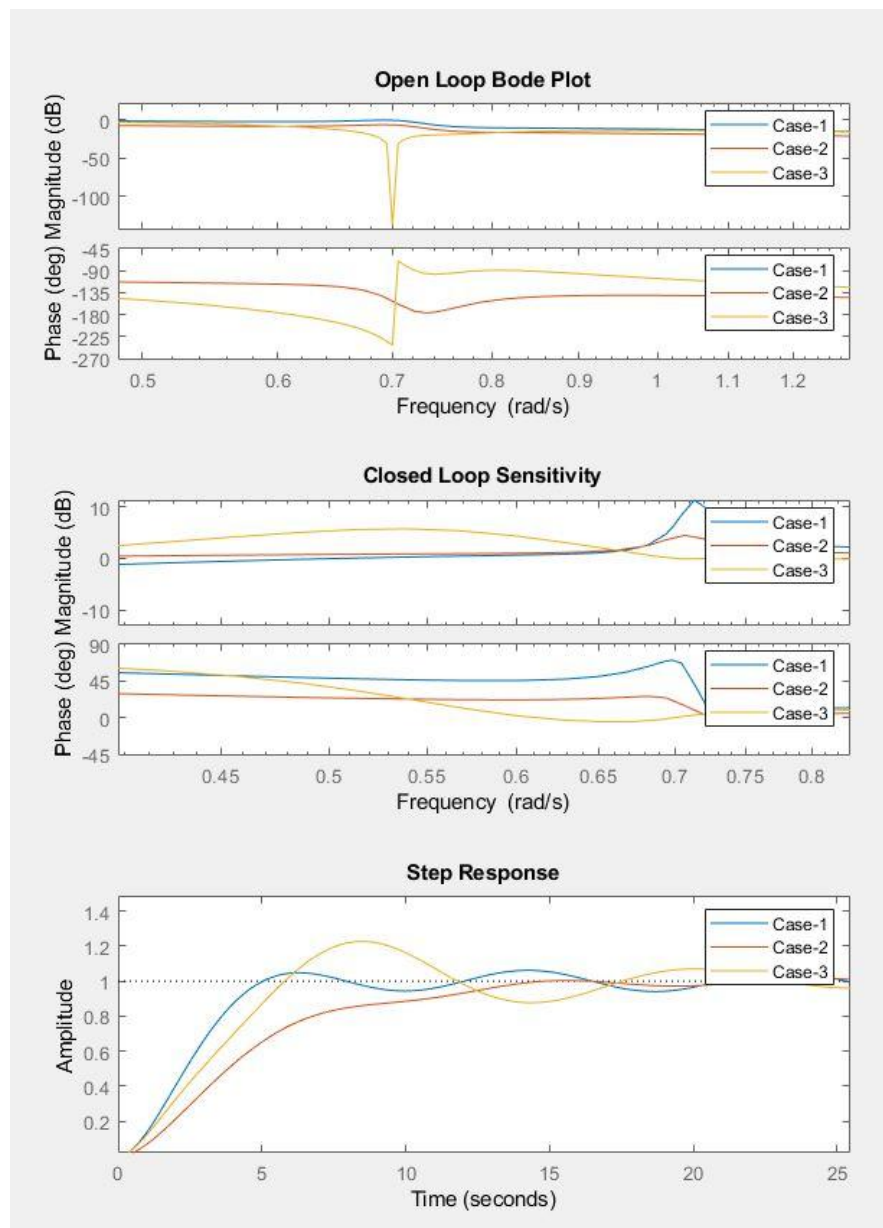 Open Loop Bode Plot
Magnitude (dB)
0
-50
-100
Case-1
Case-2
Case-3
Phase (deg)
-45
-90
-135
-180
-225
-270
Case-1
Case-2
Case-3
0.5 0.6 0.7 0.8 0.9 1 1.1 1.2
Frequency (rad/s)
Closed Loop Sensitivity
Magnitude (dB)
10
0
-10
Case-1
Case-2
Case-3
Phase (deg)
90
45
0
-45
Case-1
Case-2
Case-3
0.45 0.5 0.55 0.6 0.65 0.7 0.75 0.8
Frequency (rad/s)
Step Response
Amplitude
1.4
1.2
1
0.8
0.6
0.4
0.2
Case-1
Case-2
Case-3
0 5 10 15 20 25
Time (seconds)